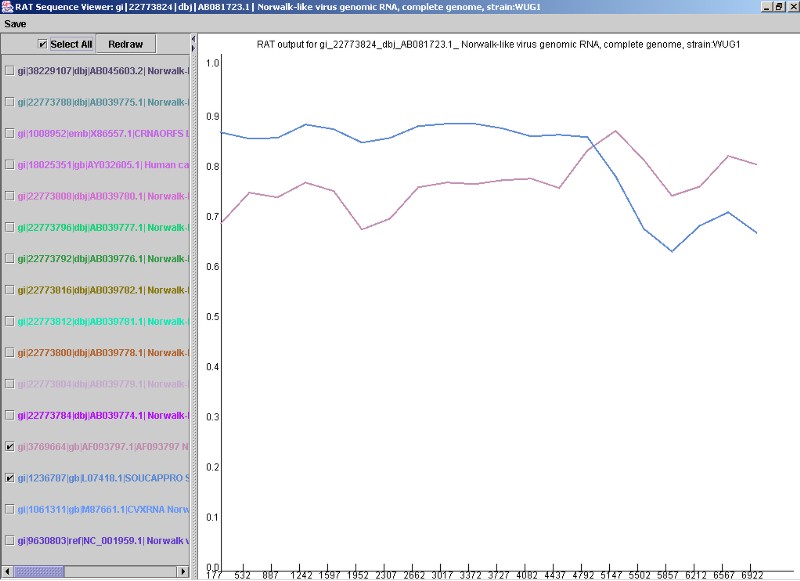 RAT Sequence Viewer: gi|22773824|dbj|AB081723.1| Norwalk-like virus genomic RNA, complete genome, strain:WUG1
Save
Select All Redraw
gi|38229107|dbj|AB045603.2| Norwalk-l
gi|22773788|dbj|AB039775.1| Norwalk-l
gi|1008952|emb|X86557.1|CRNAORFS L
gi|18025351|gb|AY032605.1| Human ca
gi|22773808|dbj|AB039780.1| Norwalk-l
gi|22773796|dbj|AB039777.1| Norwalk-l
gi|22773792|dbj|AB039776.1| Norwalk-l
gi|22773816|dbj|AB039782.1| Norwalk-l
gi|22773812|dbj|AB039781.1| Norwalk-l
gi|22773800|dbj|AB039778.1| Norwalk-l
gi|22773804|dbj|AB039779.1| Norwalk-l
gi|22773784|dbj|AB039774.1| Norwalk-l
gi|3769664|gb|AF093797.1|AF093797 N
gi|1236787|gb|L07418.1|SOUCAPPRO S
gi|1061311|gb|M87661.1|CVXRNA Norw
gi|9630803|ref|NC_001959.1| Norwalk v
RAT output for gi_22773824_dbj_AB081723.1_ Norwalk-like virus genomic RNA, complete genome, strain:WUG1
1.0
0.9
0.8
0.7
0.6
0.5
0.4
0.3
0.2
0.1
0.0
177 532 887 1242 1597 1952 2307 2662 3017 3372 3727 4082 4437 4792 5147 5502 5857 6212 6567 6922